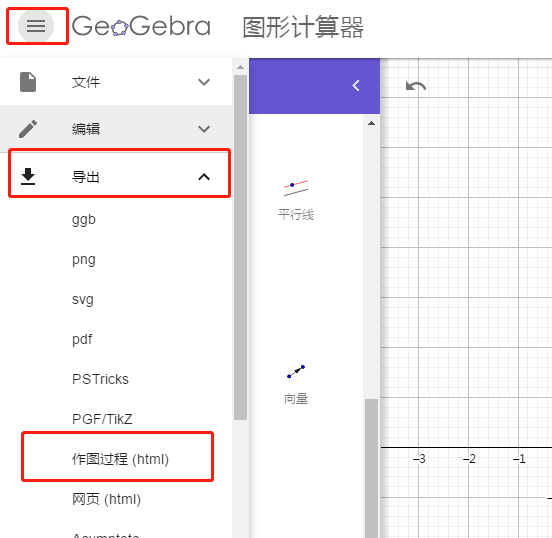 GeoGebra 图形计算器
文件
编辑
导出
ggb
png
svg
pdf
PSTricks
PGF/TikZ
作图过程 (html)
网页 (html)
平行线
向量
−3 −2 −1